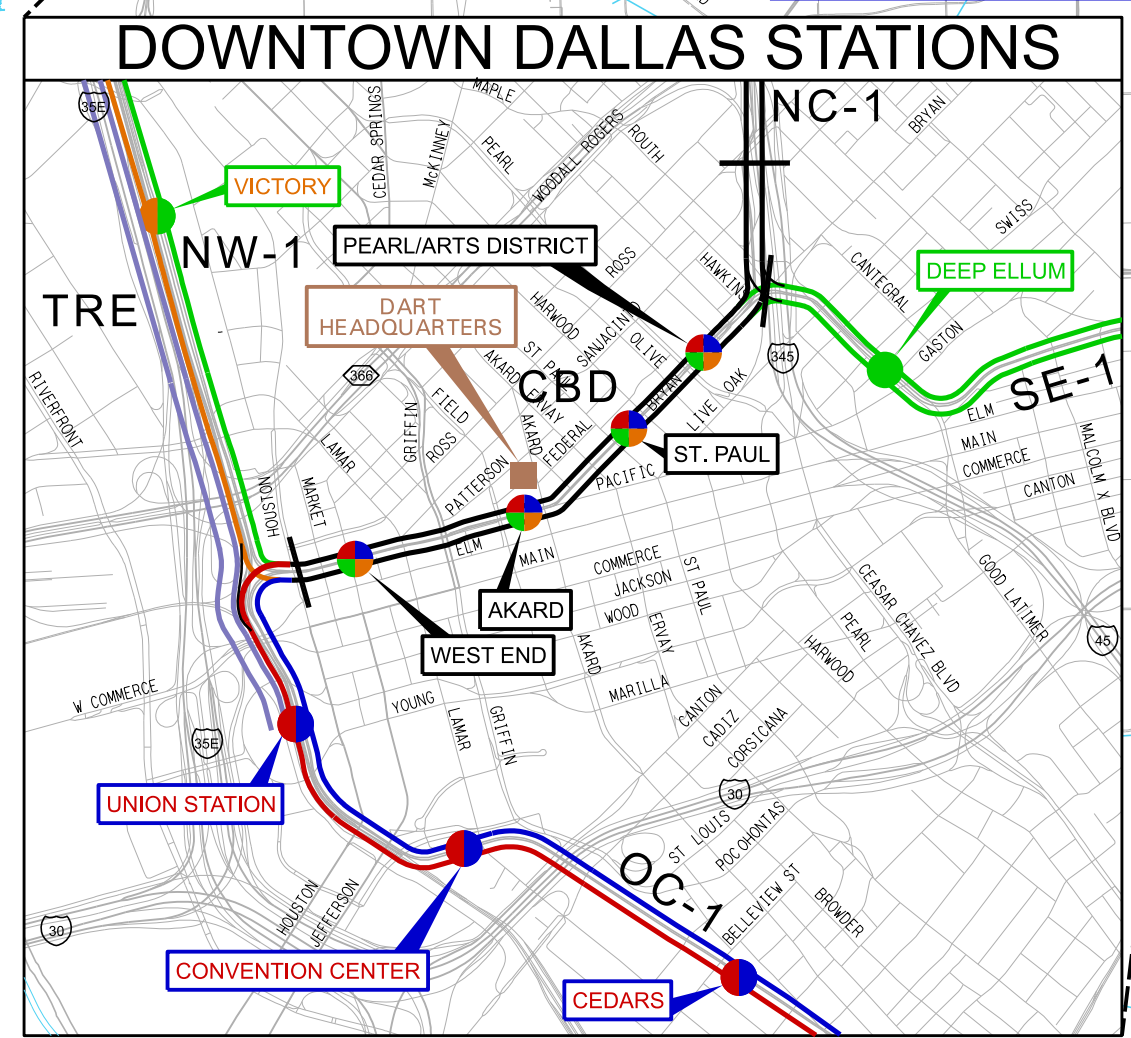 DOWNTOWN DALLAS STATIONS
35E
MAPLE
CEDAR SPRINGS
McKINNEY
PEARL
WOODALL RODGERS
ROUTH
NC-1
BRYAN
VICTORY
SWISS
NW-1
PEARL/ARTS DISTRICT
ROSS
HAWKINS
CANTEGRAL
DEEP ELLUM
TRE
DART
HEADQUARTERS
HARWOOD
SANJACINTO
OLIVE
ST. PAUL
AKARD
ERVAY
GASTON
345
366
CBD
BRYAN
LIVE OAK
SE-1
RIVERFRONT
FIELD
ROSS
GRIFFIN
AKARD
FEDERAL
ELM
MAIN
COMMERCE
CANTON
MALCOLM X BLVD
LAMAR
ST. PAUL
PATTERSON
PACIFIC
HOUSTON
MARKET
ELM
MAIN
COMMERCE
JACKSON
WOOD
ST PAUL
ERVAY
AKARD
CEASAR CHAVEZ BLVD
GOOD LATIMER
PEARL
HARWOOD
AKARD
WEST END
45
W COMMERCE
YOUNG
LAMAR
GRIFFIN
MARILLA
CANTON
CADIZ
CORSICANA
35E
UNION STATION
30
ST LOUIS
POCOHONTAS
OC-1
HOUSTON
JEFFERSON
BELLEVIEW ST
BROWDER
30
CONVENTION CENTER
CEDARS